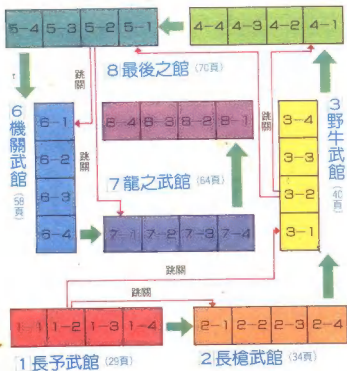 5-4 5-3 5-2 5-1
4-4 4-3 4-2 4-1
8最後之館 (70頁)
跳關
跳關
跳關
6機關武館 (58頁)
6-1
6-2
6-3
6-4
8-4 8-3 8-2 8-1
跳關
3野牛武館 (40頁)
3-4
3-3
3-2
3-1
7龍之武館 (64頁)
7-1 7-2 7-3 7-4
跳關
跳關
1-1 1-2 1-3 1-4
2-1 2-2 2-3 2-4
1長予武館 (29頁)
2長槍武館 (34頁)